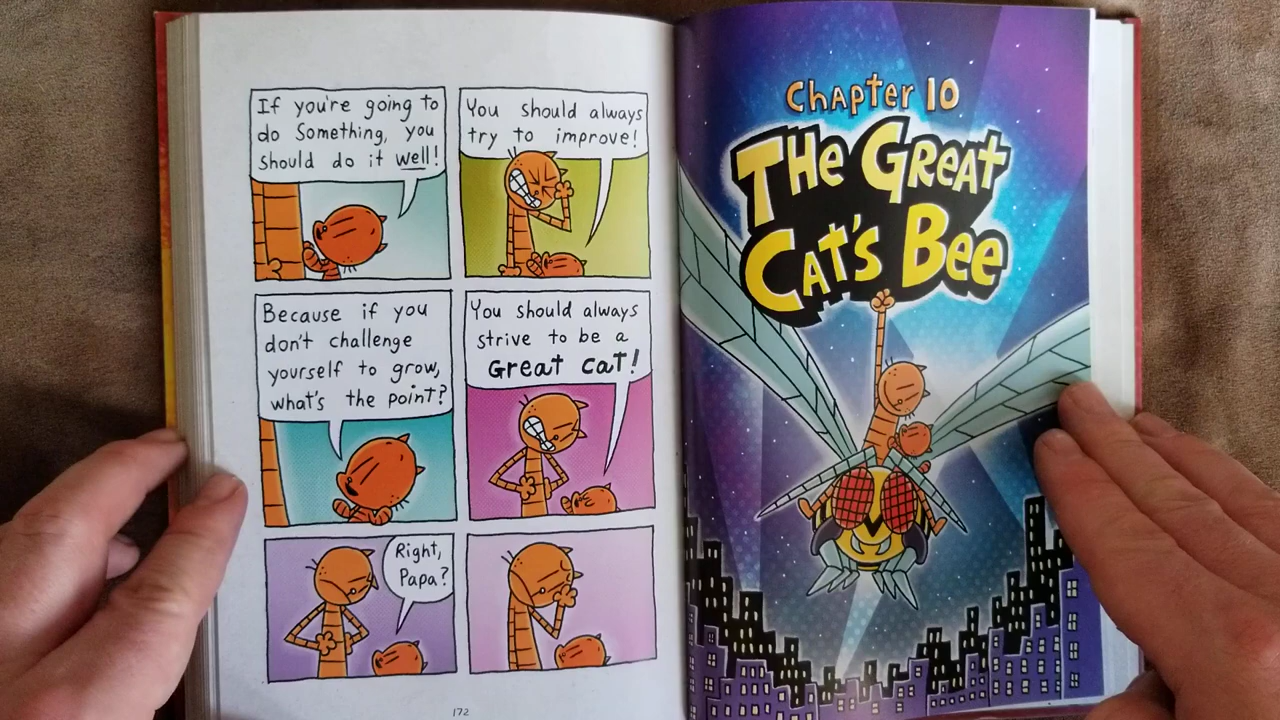 If you're going to
do Something, you
should do it well!
You should always
try to improve!
Because if you
don't challenge
yourself to grow,
what's the point?
You should always
strive to be a
Great cat!
Right,
Papa?
172
Chapter 10
The Great
Cat's Bee